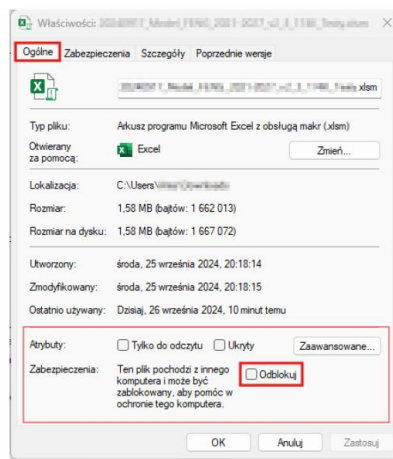 Właściwości:
Ogólne Zabezpieczenia Szczegóły Poprzednie wersje
.xlsm
Typ pliku: Arkusz programu Microsoft Excel z obsługą makr (.xlsm)
Otwierany za pomocą: Excel Zmień...
Lokalizacja: C:\Users\
Rozmiar: 1,58 MB (bajtów: 1 662 013)
Rozmiar na dysku: 1,58 MB (bajtów: 1 667 072)
Utworzony: środa, 25 września 2024, 20:18:14
Zmodyfikowany: środa, 25 września 2024, 20:18:15
Ostatnio używany: Dzisiaj, 26 września 2024, 10 minut temu
Atrybuty: Tylko do odczytu Ukryty Zaawansowane...
Zabezpieczenia: Ten plik pochodzi z innego Odblokuj
komputera i może być
zablokowany, aby pomóc w
ochronie tego komputera.
OK Anuluj Zastosuj